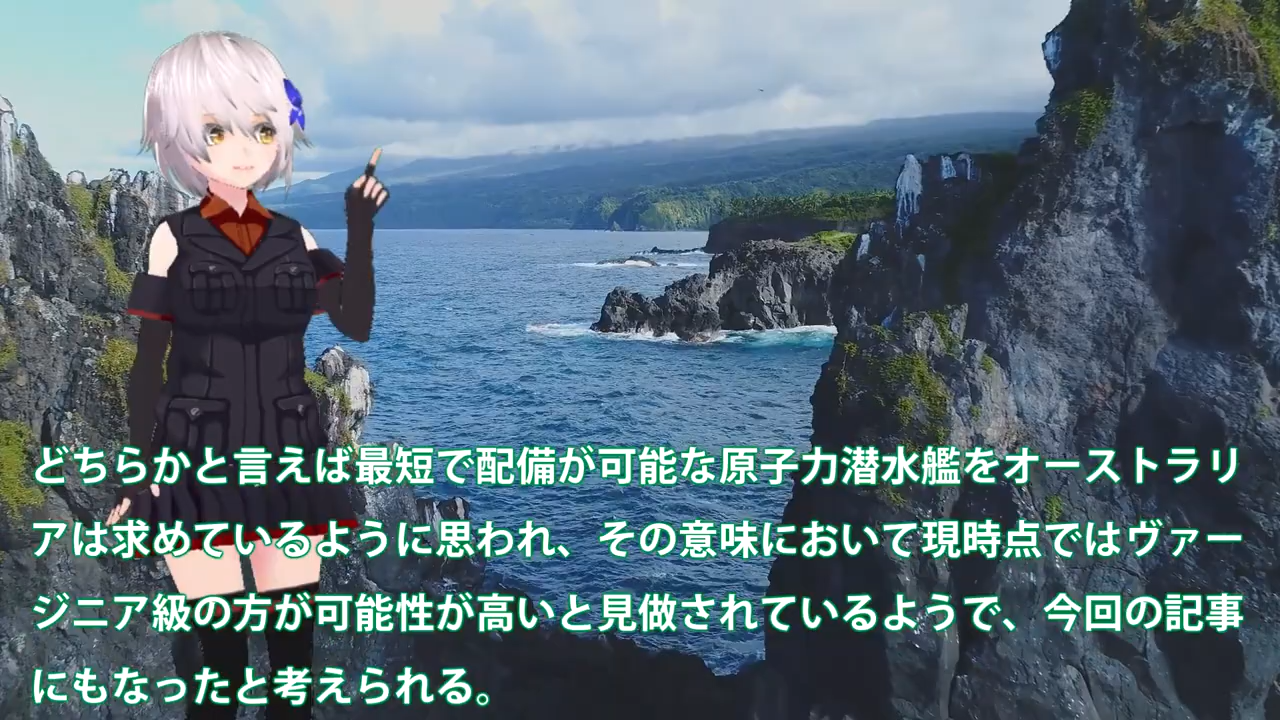 どちらかと言えば最短で配備が可能な原子力潜水艦をオーストラリ
アは求めているように思われ、その意味において現時点ではヴァー
ジニア級の方が可能性が高いと見做されているようで、今回の記事
にもなったと考えられる。